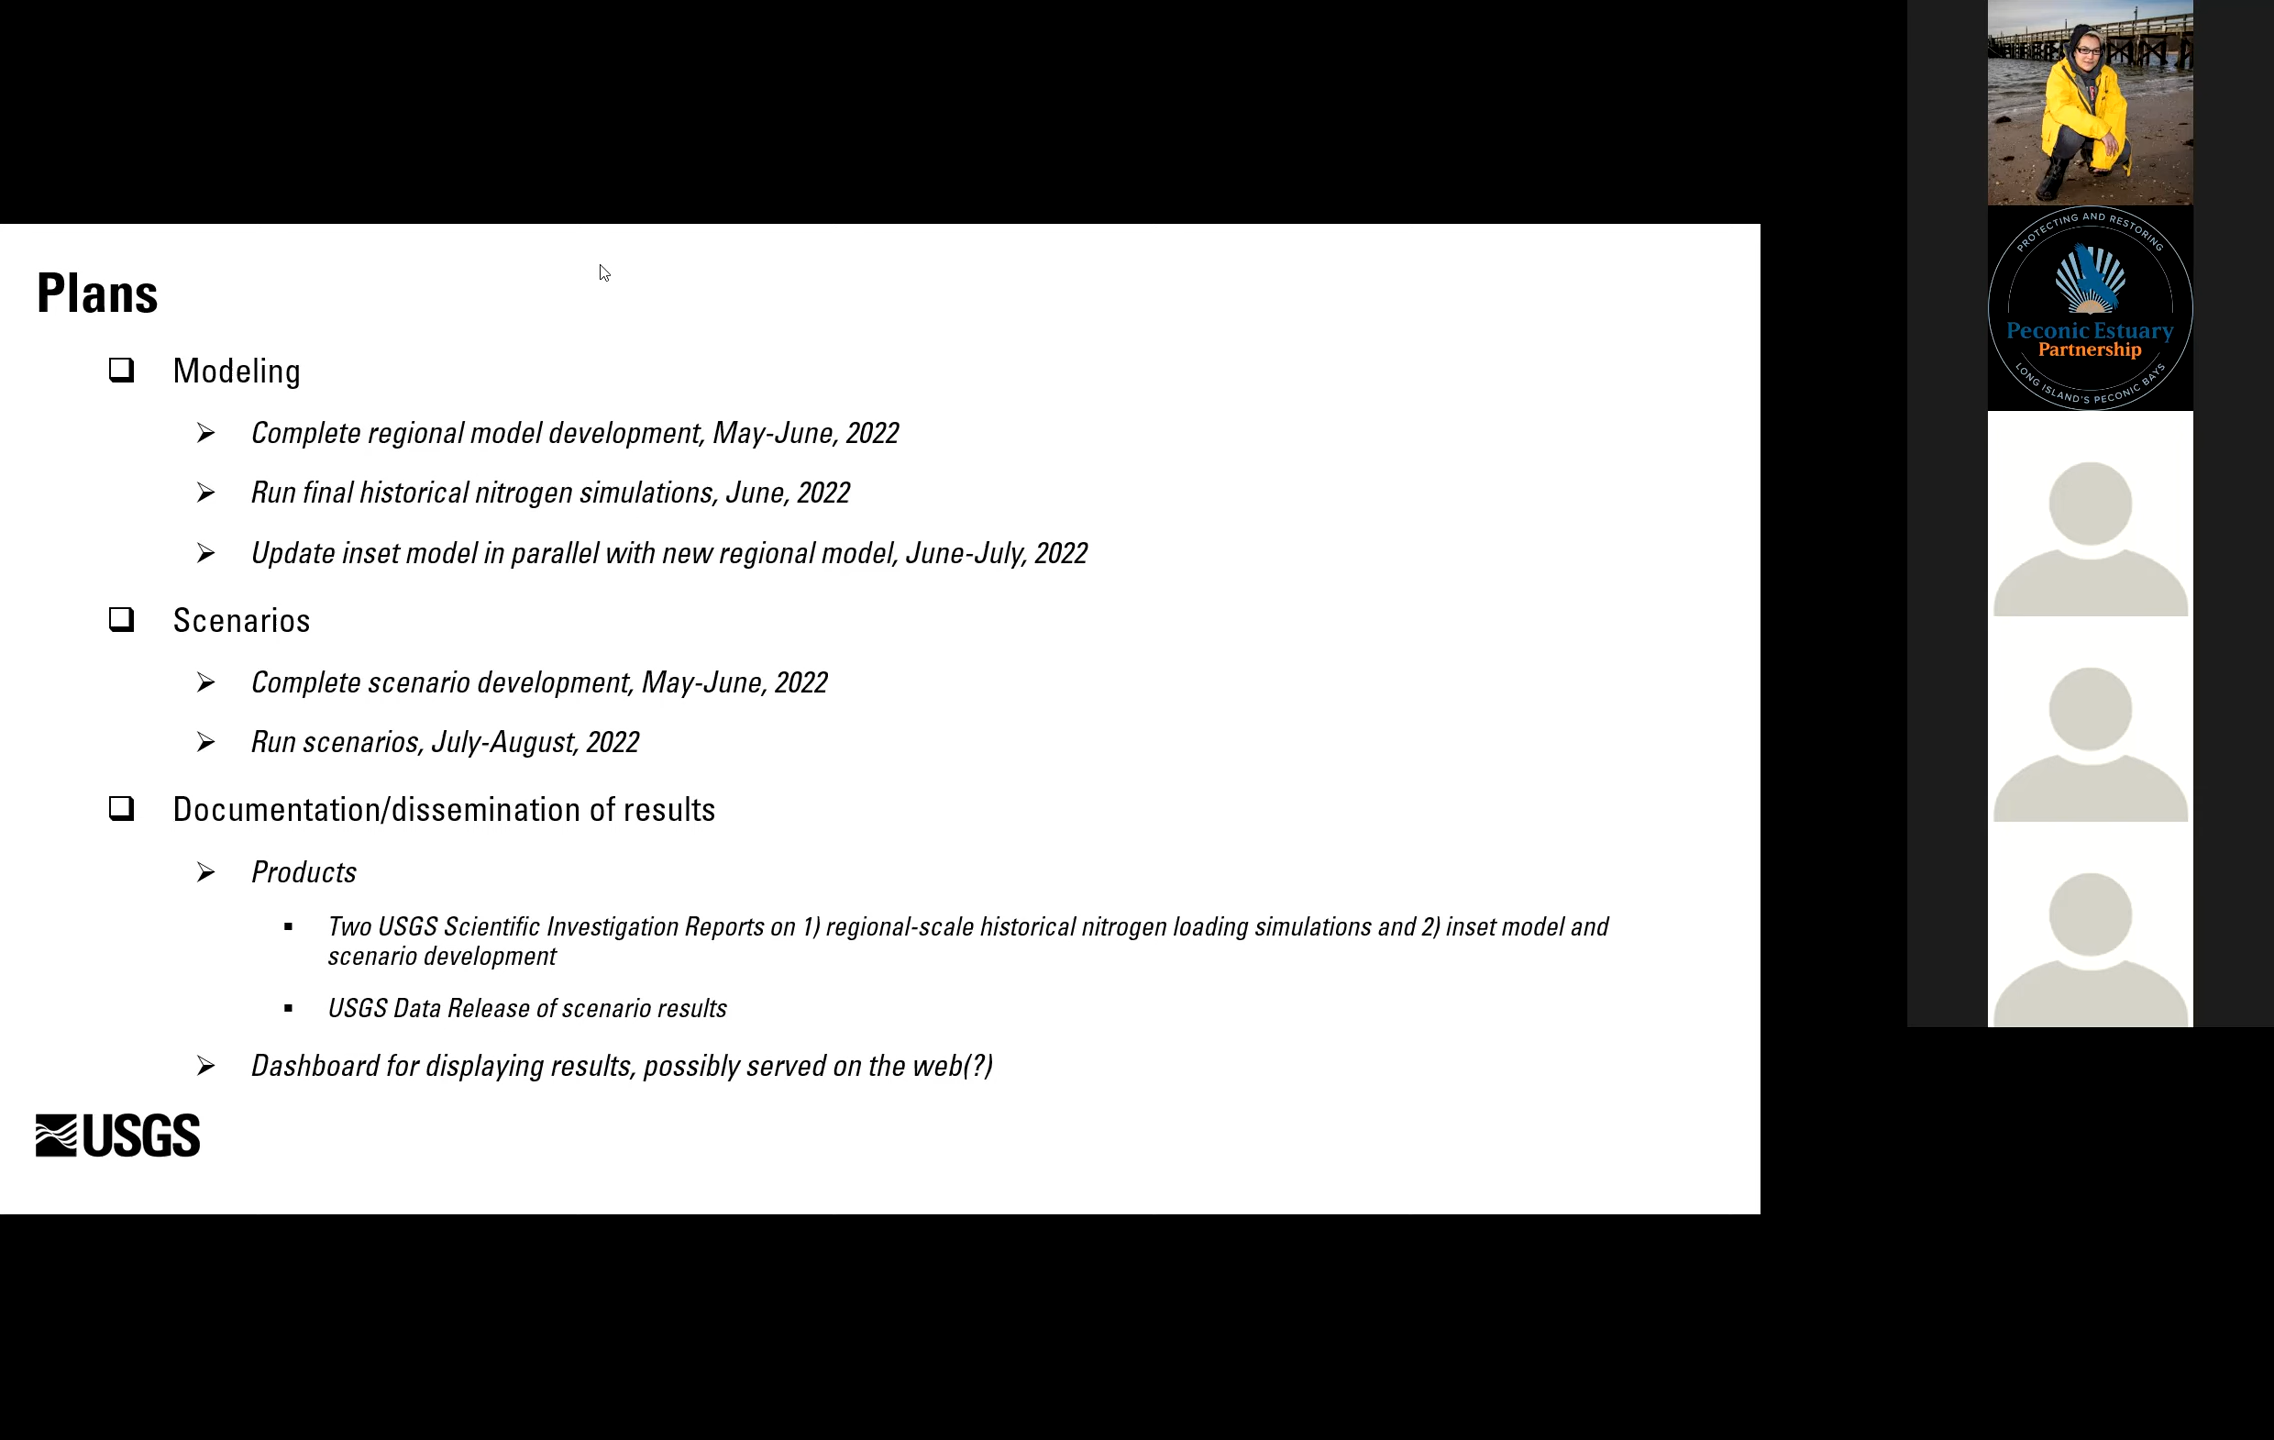 Plans
Modeling
Complete regional model development, May-June, 2022
Run final historical nitrogen simulations, June, 2022
Update inset model in parallel with new regional model, June-July, 2022
Scenarios
Complete scenario development, May-June, 2022
Run scenarios, July-August, 2022
Documentation/dissemination of results
Products
Two USGS Scientific Investigation Reports on 1) regional-scale historical nitrogen loading simulations and 2) inset model and
scenario development
USGS Data Release of scenario results
Dashboard for displaying results, possibly served on the web(?)
USGS
PROTECTING AND RESTORING
Peconic Estuary
Partnership
LONG ISLAND'S PECONIC BAYS